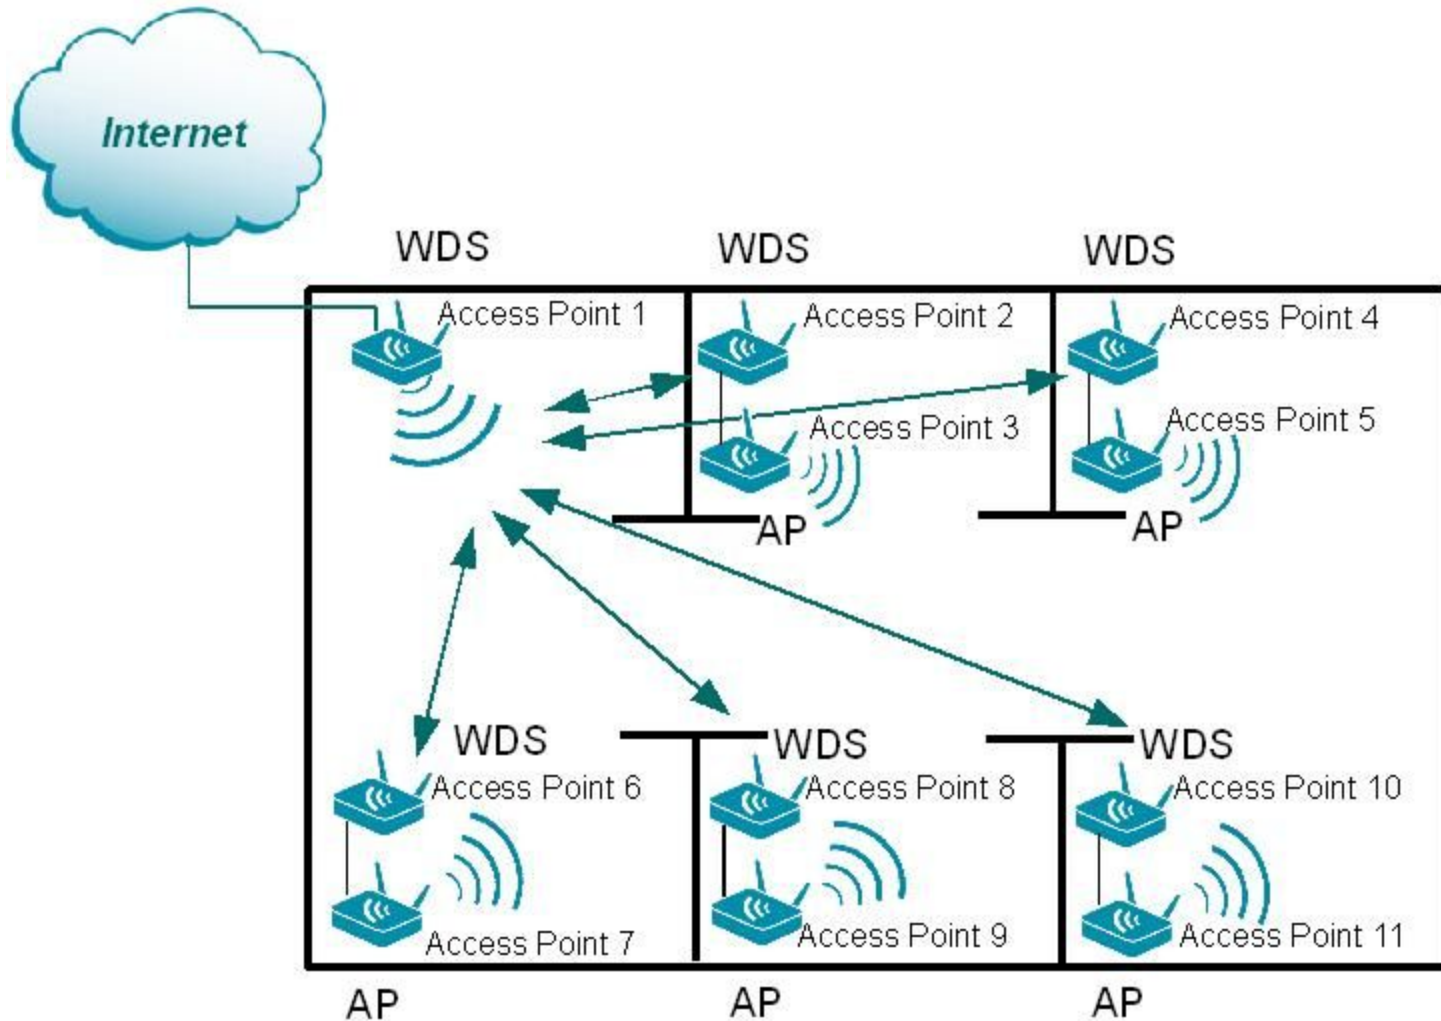 Internet
WDS
WDS
WDS
Access Point 1
Access Point 2
Access Point 4
Access Point 3
Access Point 5
AP
AP
WDS
WDS
WDS
Access Point 6
Access Point 8
Access Point 10
Access Point 7
Access Point 9
Access Point 11
AP
AP
AP